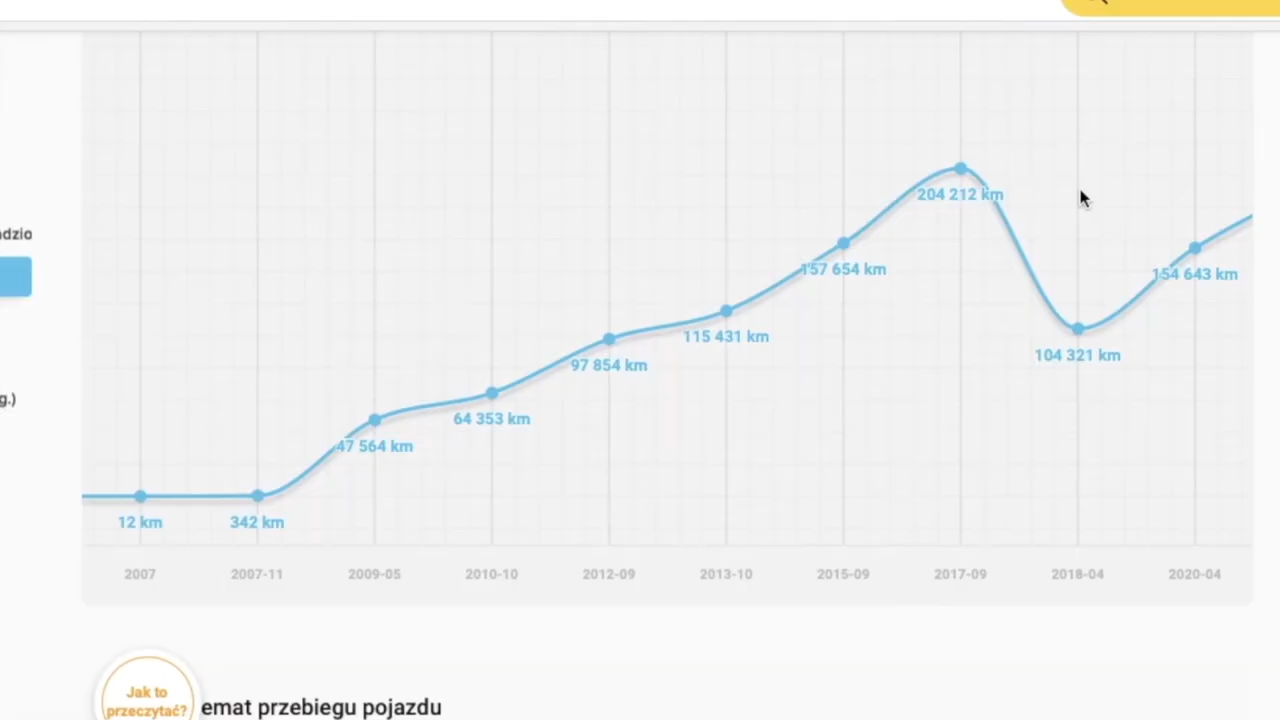 204 212 km
adzio
157 654 km
154 643 km
115 431 km
104 321 km
97 854 km
g.)
64 353 km
47 564 km
12 km
342 km
2007
2007-11
2009-05
2010-10
2012-09
2013-10
2015-09
2017-09
2018-04
2020-04
Jak to
przeczytać?
emat przebiegu pojazdu